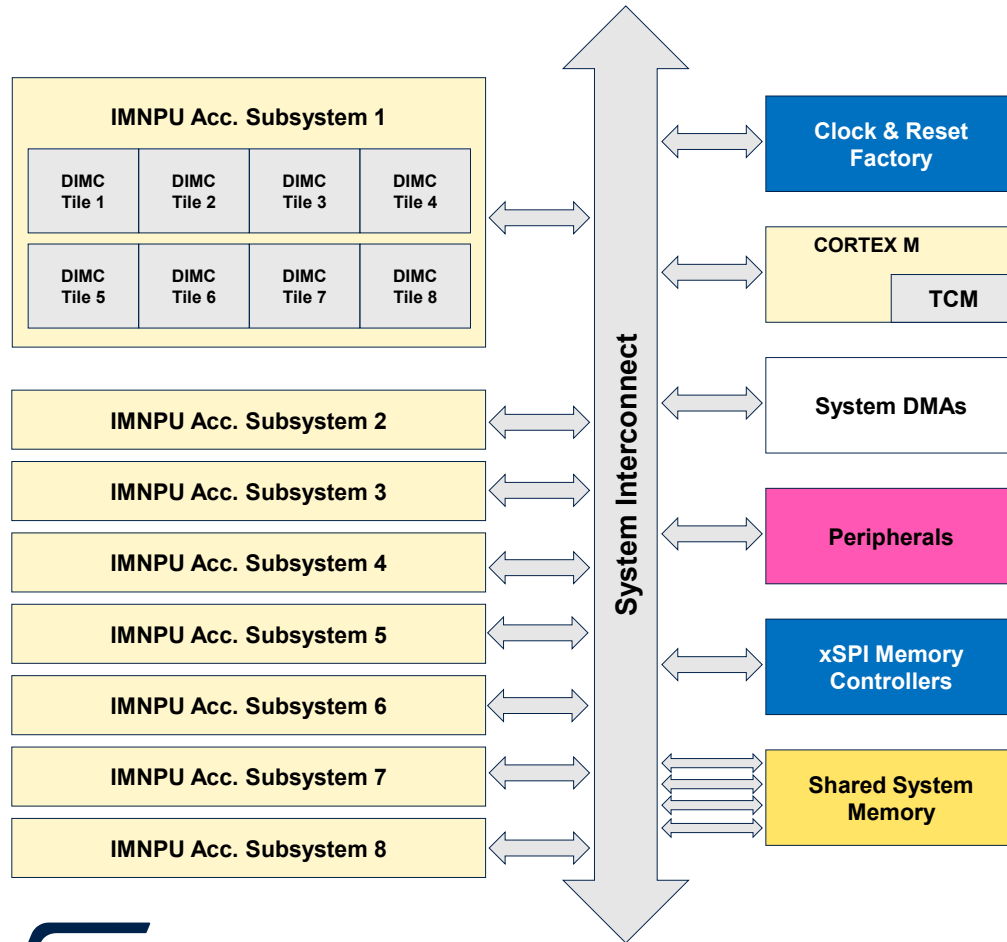 IMNPU Acc. Subsystem 1
DIMC
Tile 1
DIMC
Tile 2
DIMC
Tile 3
DIMC
Tile 4
DIMC
Tile 5
DIMC
Tile 6
DIMC
Tile 7
DIMC
Tile 8
IMNPU Acc. Subsystem 2
IMNPU Acc. Subsystem 3
IMNPU Acc. Subsystem 4
IMNPU Acc. Subsystem 5
IMNPU Acc. Subsystem 6
IMNPU Acc. Subsystem 7
IMNPU Acc. Subsystem 8
System Interconnect
Clock & Reset
Factory
CORTEX M
TCM
System DMAs
Peripherals
xSPI Memory
Controllers
Shared System
Memory